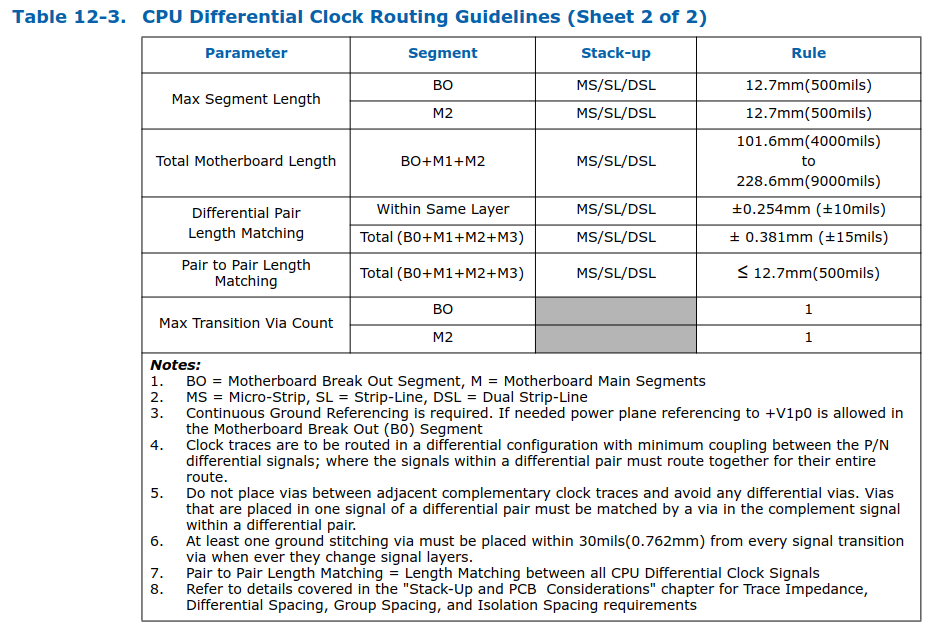 Table 12-3. CPU Differential Clock Routing Guidelines (Sheet 2 of 2)
Parameter Segment Stack-up Rule
Max Segment Length
BO MS/SL/DSL 12.7mm(500mils)
M2 MS/SL/DSL 12.7mm(500mils)
Total Motherboard Length BO+M1+M2 MS/SL/DSL
101.6mm(4000mils)
to
228.6mm(9000mils)
Differential Pair
Length Matching
Within Same Layer MS/SL/DSL ±0.254mm (±10mils)
Total (B0+M1+M2+M3) MS/SL/DSL ± 0.381mm (±15mils)
Pair to Pair Length
Matching
Total (B0+M1+M2+M3) MS/SL/DSL ≤ 12.7mm(500mils)
Max Transition Via Count
BO 1
M2 1
Notes:
1. BO = Motherboard Break Out Segment, M = Motherboard Main Segments
2. MS = Micro-Strip, SL = Strip-Line, DSL = Dual Strip-Line
3. Continuous Ground Referencing is required. If needed power plane referencing to +V1p0 is allowed in
the Motherboard Break Out (B0) Segment
4. Clock traces are to be routed in a differential configuration with minimum coupling between the P/N
differential signals; where the signals within a differential pair must route together for their entire
route.
5. Do not place vias between adjacent complementary clock traces and avoid any differential vias. Vias
that are placed in one signal of a differential pair must be matched by a via in the complement signal
within a differential pair.
6. At least one ground stitching via must be placed within 30mils(0.762mm) from every signal transition
via when ever they change signal layers.
7. Pair to Pair Length Matching = Length Matching between all CPU Differential Clock Signals
8. Refer to details covered in the "Stack-Up and PCB Considerations" chapter for Trace Impedance,
Differential Spacing, Group Spacing, and Isolation Spacing requirements